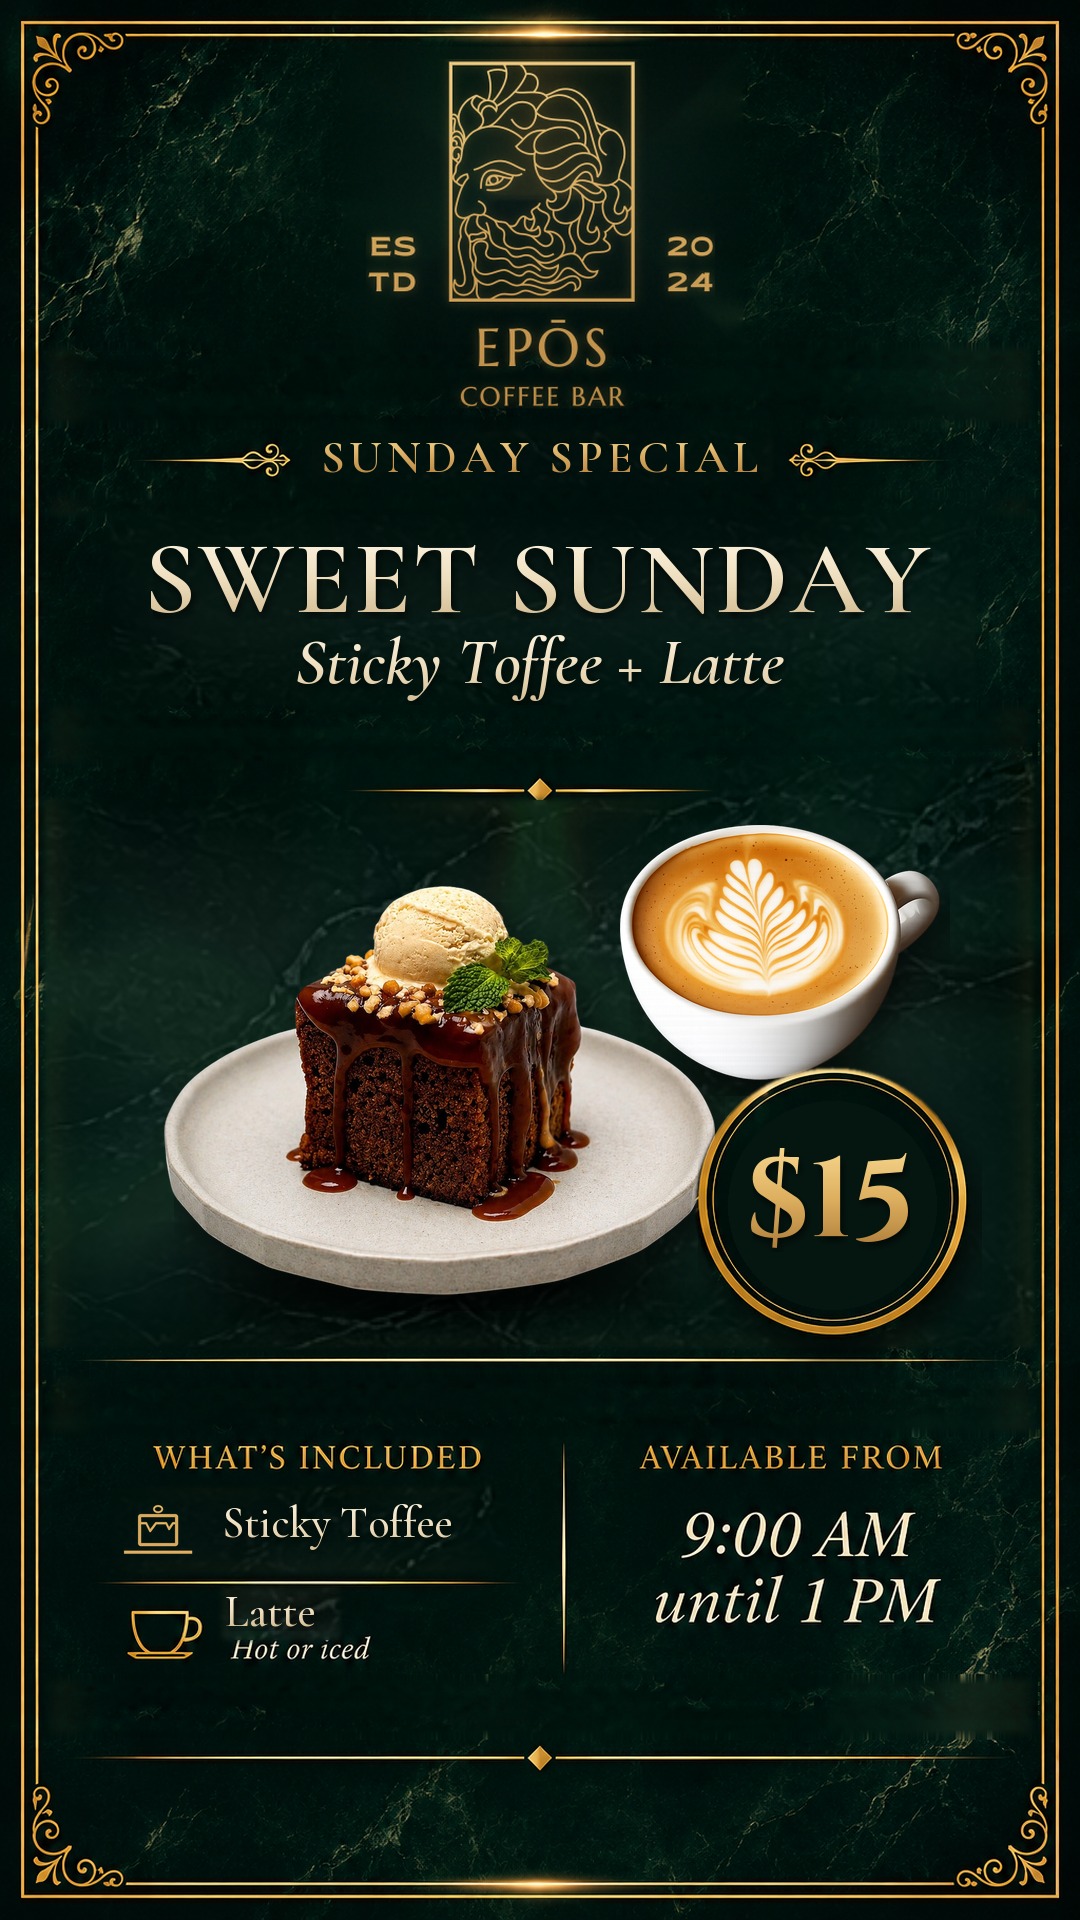 ES
TD
20
24
EPŌS
COFFEE BAR
SUNDAY SPECIAL
SWEET SUNDAY
Sticky Toffee + Latte
$15
WHAT'S INCLUDED
Sticky Toffee
Latte
Hot or iced
AVAILABLE FROM
9:00 AM
until 1 PM